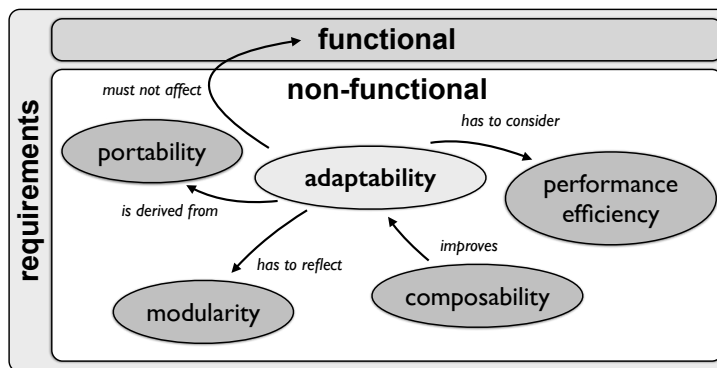 requirements
functional
non-functional
must not affect
has to consider
portability
adaptability
performance
efficiency
is derived from
has to reflect
improves
modularity
composability